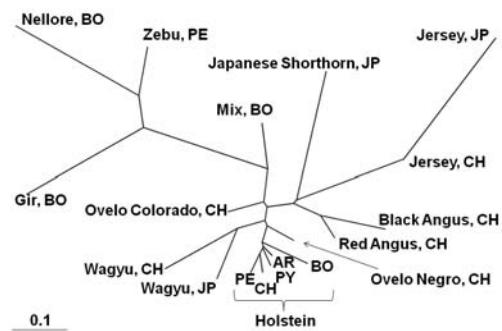 Nellore, BO
Zebu, PE
Jersey, JP
Japanese Shorthorn, JP
Mix, BO
Jersey, CH
Gir, BO
Ovelo Colorado, CH
Black Angus, CH
Red Angus, CH
Wagyu, CH
Wagyu, JP
PE
CH
AR
PY
BO
Ovelo Negro, CH
Holstein
0.1